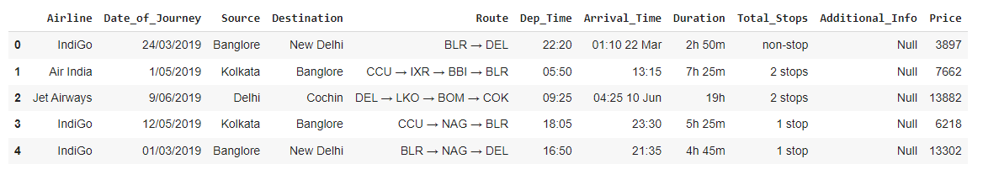 Airline Date_of_Journey Source Destination Route Dep_Time Arrival_Time Duration Total_Stops Additional_Info Price
0 IndiGo 24/03/2019 Banglore New Delhi BLR → DEL 22:20 01:10 22 Mar 2h 50m non-stop Null 3897
1 Air India 1/05/2019 Kolkata Banglore CCU → IXR → BBI → BLR 05:50 13:15 7h 25m 2 stops Null 7662
2 Jet Airways 9/06/2019 Delhi Cochin DEL → LKO → BOM → COK 09:25 04:25 10 Jun 19h 2 stops Null 13882
3 IndiGo 12/05/2019 Kolkata Banglore CCU → NAG → BLR 18:05 23:30 5h 25m 1 stop Null 6218
4 IndiGo 01/03/2019 Banglore New Delhi BLR → NAG → DEL 16:50 21:35 4h 45m 1 stop Null 13302